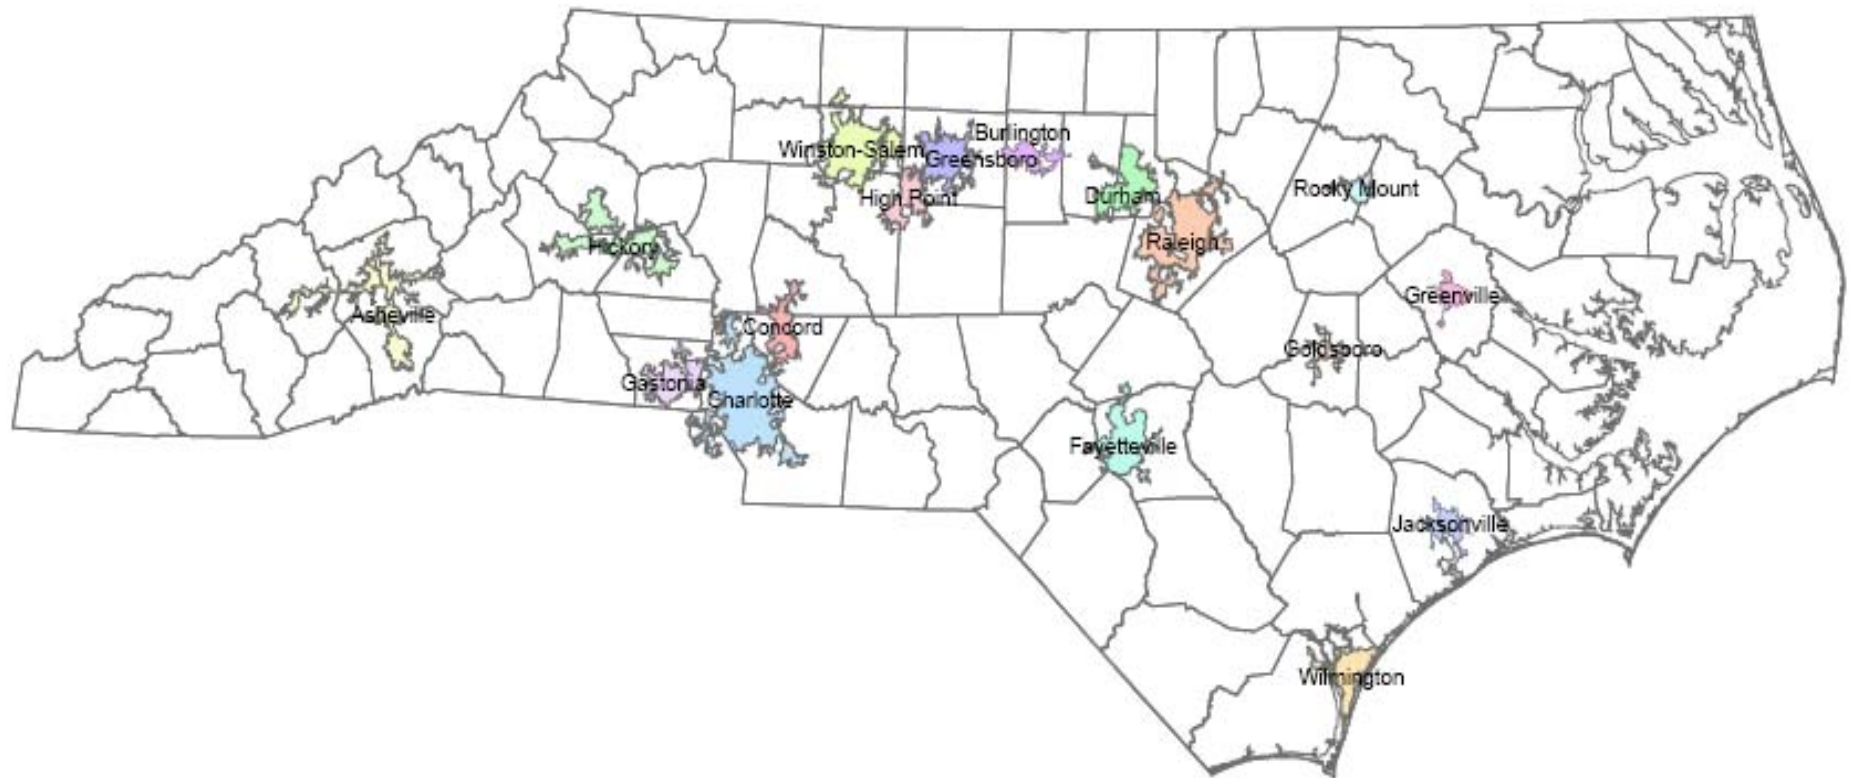 Burlington
Winston-Salem
Greensboro
High Point
Durham
Rocky Mount
Raleigh
Hickory
Asheville
Greenville
Concord
Goldsboro
Gastonia
Charlotte
Fayetteville
Jacksonville
Wilmington